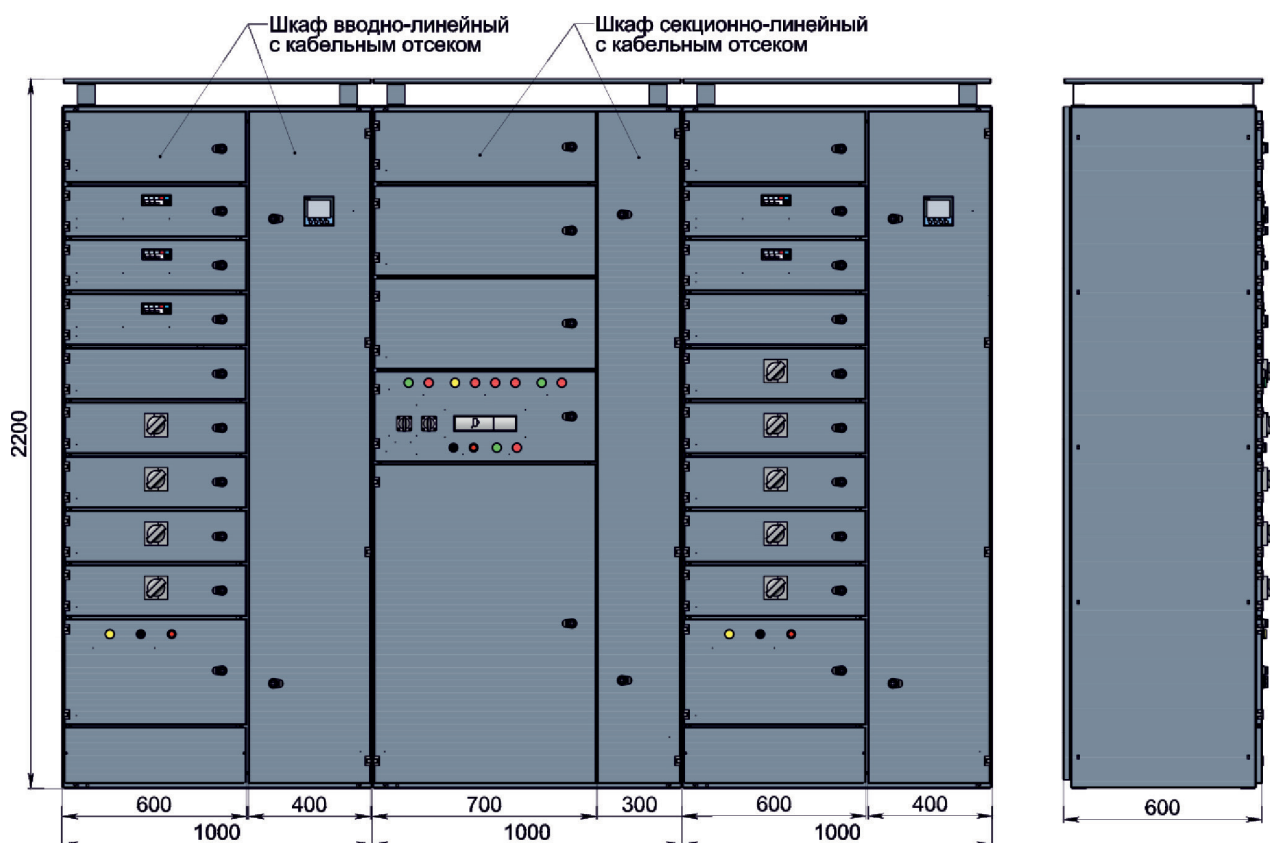 Шкаф вводно-линейный
с кабельным отсеком
Шкаф секционно-линейный
с кабельным отсеком
2200
600
400
700
300
600
400
600
1000
1000
1000